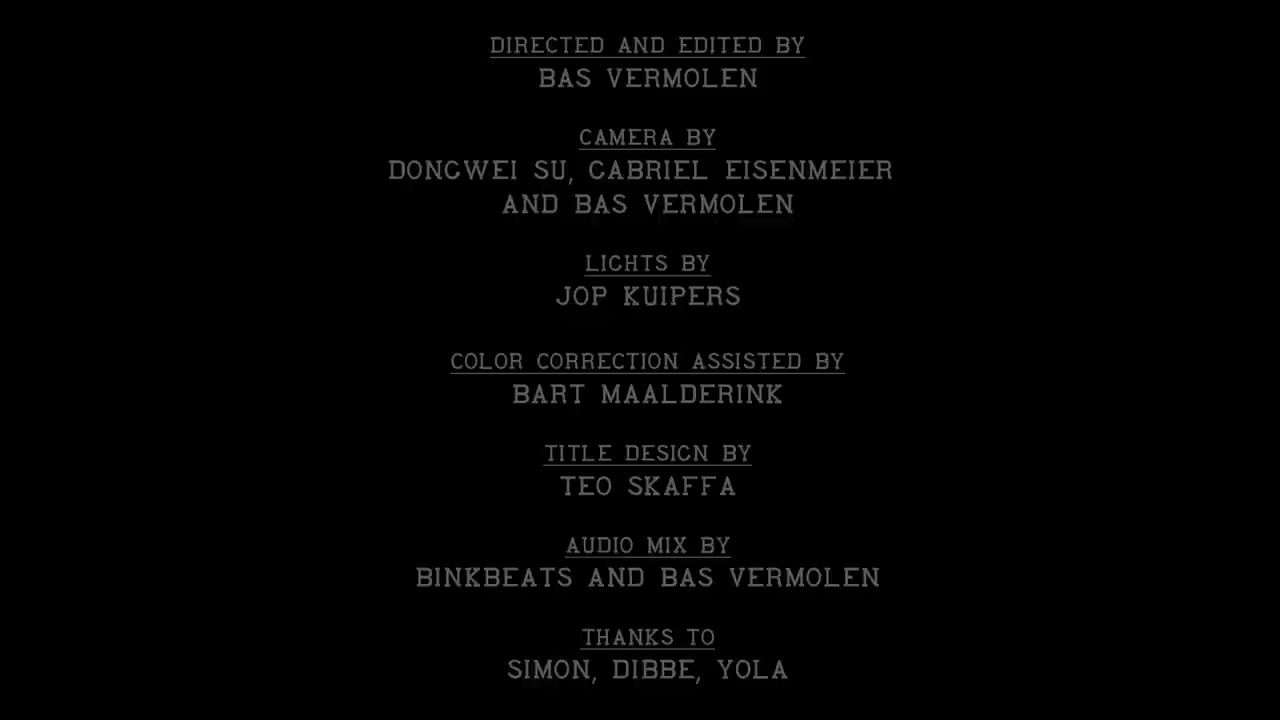 DIRECTED AND EDITED BY
BAS VERMOLEN
CAMERA BY
DONGWEI SU, GABRIEL EISENMEIER
AND BAS VERMOLEN
LIGHTS BY
JOP KUIPERS
COLOR CORRECTION ASSISTED BY
BART MAALDERINK
TITLE DESIGN BY
TEO SKAFFA
AUDIO MIX BY
BINKBEATS AND BAS VERMOLEN
THANKS TO
SIMON, DIBBE, YOLA